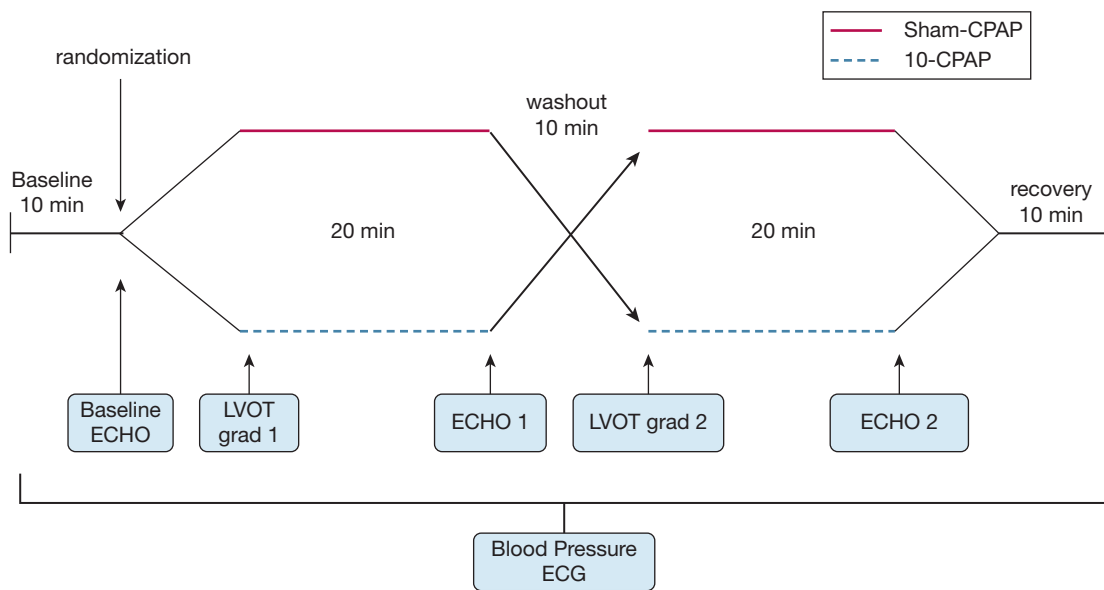 Sham-CPAP
10-CPAP
randomization
washout
10 min
Baseline
10 min
recovery
10 min
20 min
20 min
Baseline
ECHO
LVOT
grad 1
ECHO 1
LVOT grad 2
ECHO 2
Blood Pressure
ECG